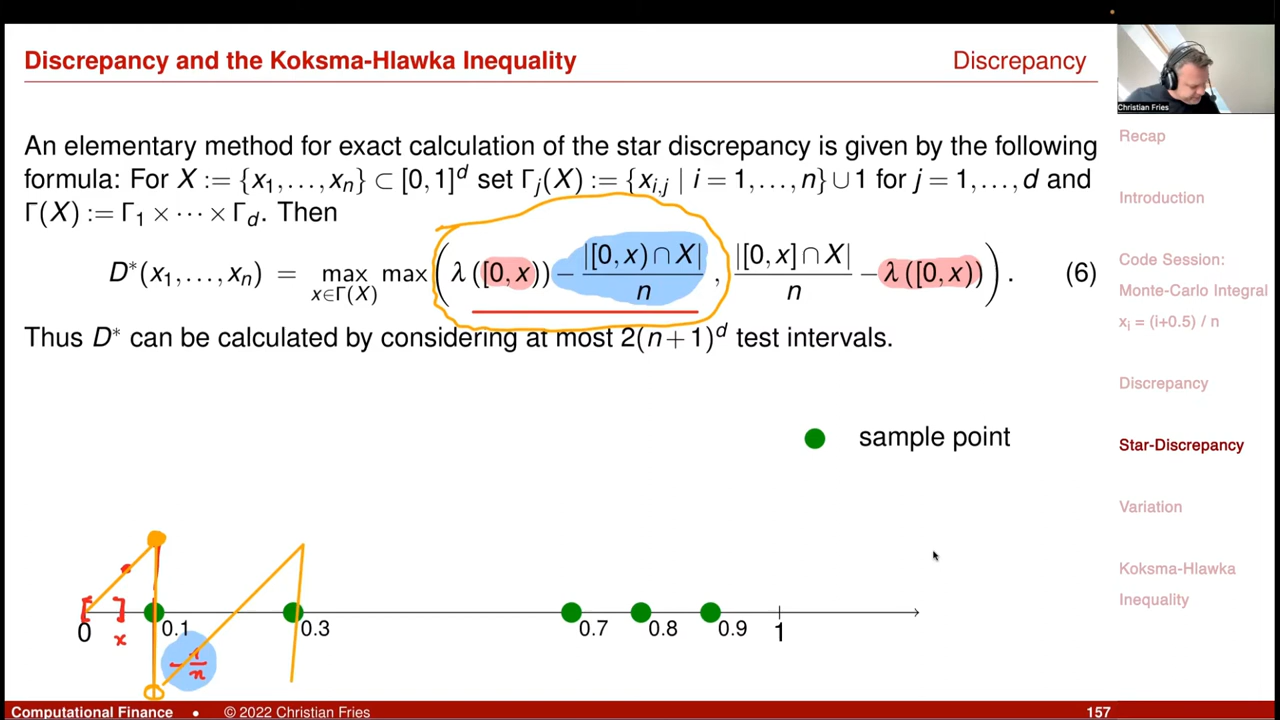 Discrepancy and the Koksma-Hlawka Inequality
Discrepancy
Christian Fries
An elementary method for exact calculation of the star discrepancy is given by the following
formula: For X := {x₁,...,xₙ} ⊂ [0,1]ᵈ set Γⱼ(X) := {xᵢ,ⱼ | i = 1,...,n} ∪ 1 for j = 1,...,d and
Γ(X) := Γ₁ × ⋯ × Γ_d. Then
D*(x₁,...,xₙ) = max_{x∈Γ(X)} max ( λ([0,x)) − |[0,x) ∩ X| / n , |[0,x] ∩ X| / n − λ([0,x)) ). (6)
Thus D* can be calculated by considering at most 2(n+1)ᵈ test intervals.
sample point
[ ]
0 x 0.1 0.3 0.7 0.8 0.9 1
− 1/n
Recap
Introduction
Code Session:
Monte-Carlo Integral
xᵢ = (i+0.5) / n
Discrepancy
Star-Discrepancy
Variation
Koksma-Hlawka
Inequality
Computational Finance • © 2022 Christian Fries 157